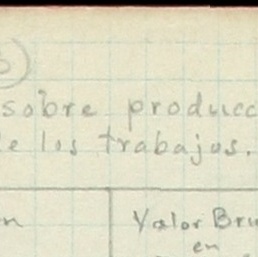 sobre producc
de los trabajos.
n Valor Bru
en